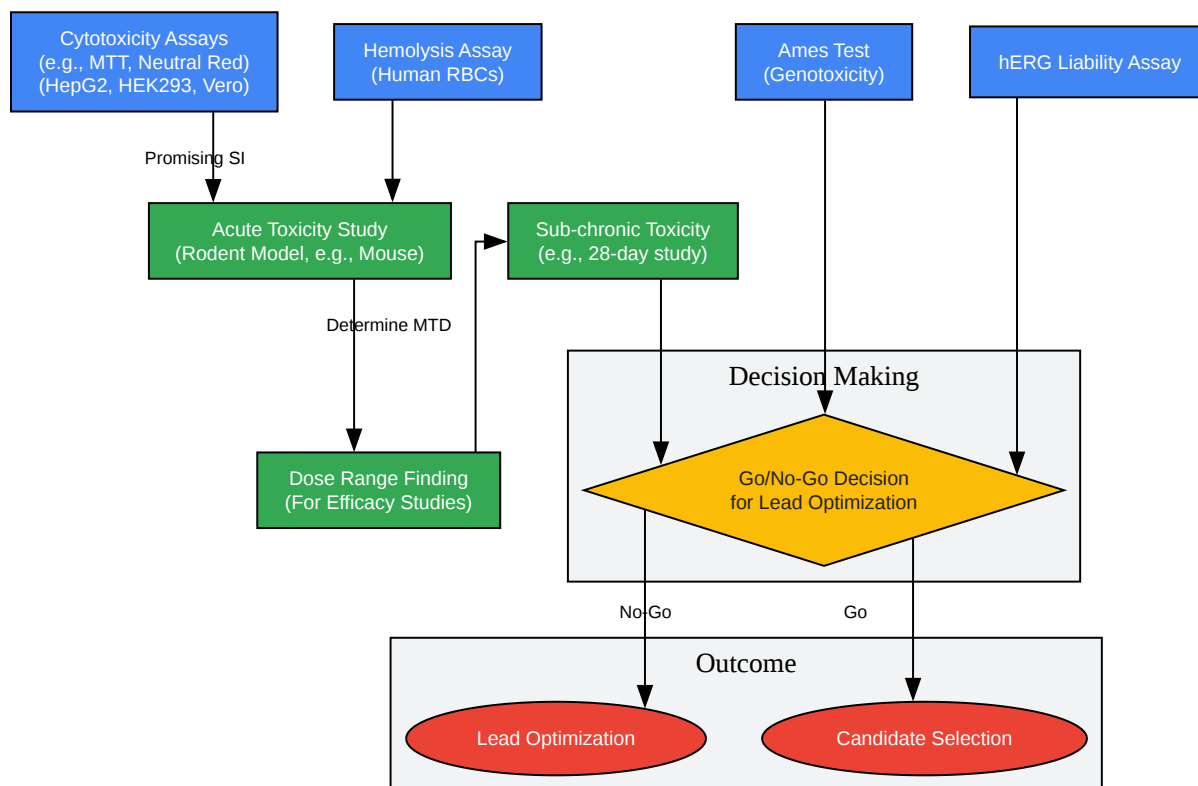 Cytotoxicity Assays
(e.g., MTT, Neutral Red)
(HepG2, HEK293, Vero)
Hemolysis Assay
(Human RBCs)
Ames Test
(Genotoxicity)
hERG Liability Assay
Promising SI
Acute Toxicity Study
(Rodent Model, e.g., Mouse)
Sub-chronic Toxicity
(e.g., 28-day study)
Determine MTD
Decision Making
Dose Range Finding
(For Efficacy Studies)
Go/No-Go Decision
for Lead Optimization
No-Go
Go
Outcome
Lead Optimization
Candidate Selection